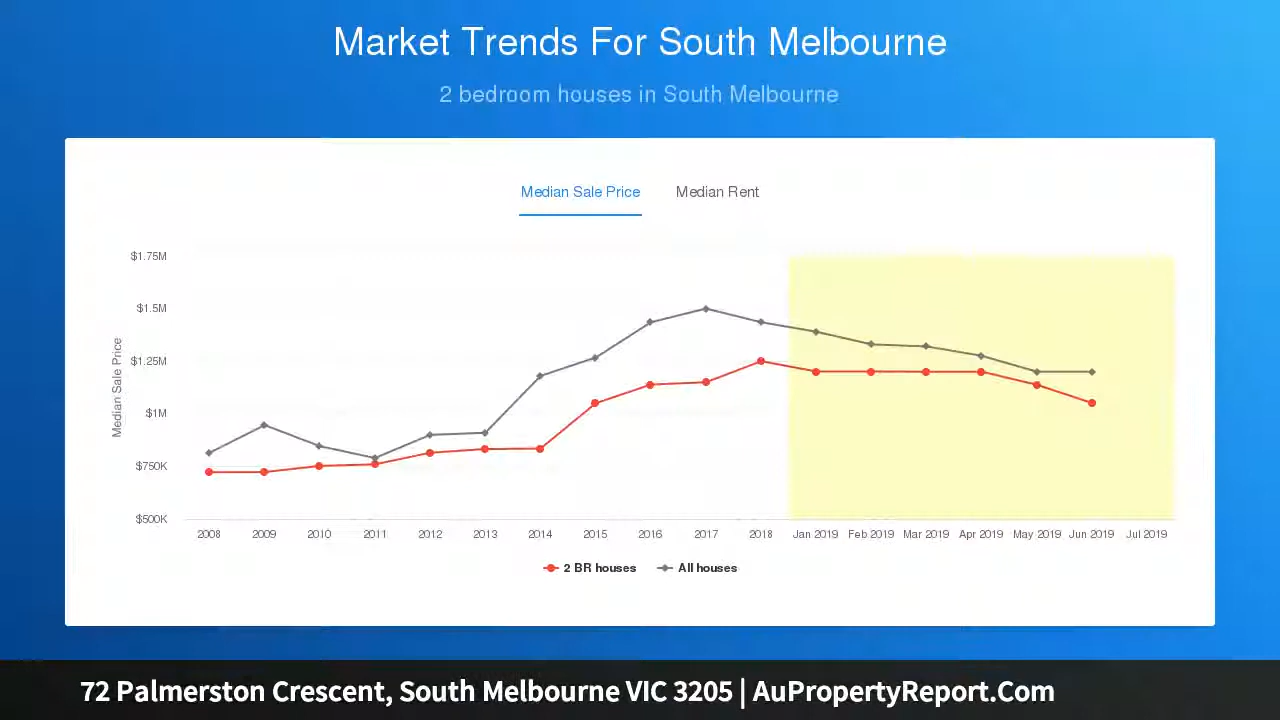 Market Trends For South Melbourne
2 bedroom houses in South Melbourne
Median Sale Price Median Rent
Median Sale Price
$1.75M
$1.5M
$1.25M
$1M
$750K
$500K
2008 2009 2010 2011 2012 2013 2014 2015 2016 2017 2018 Jan 2019 Feb 2019 Mar 2019 Apr 2019 May 2019 Jun 2019 Jul 2019
2 BR houses All houses
72 Palmerston Crescent, South Melbourne VIC 3205 | AuPropertyReport.Com